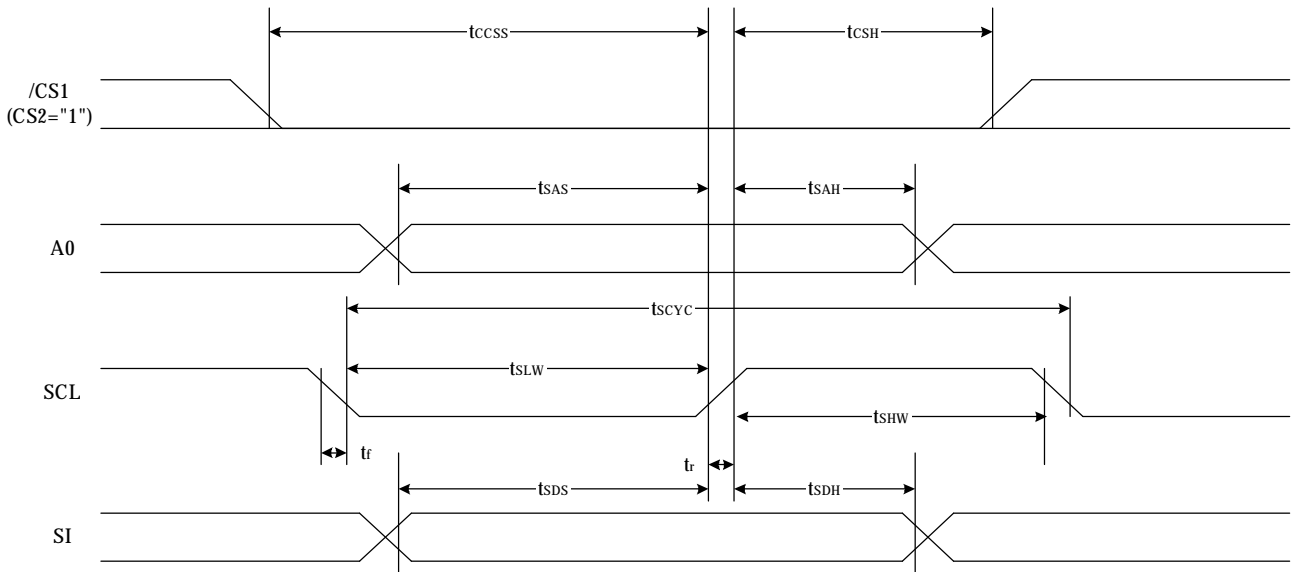 tCCSS
tCSH
/CS1
(CS2="1")
tSAS
tSAH
A0
tSCYC
tSLW
SCL
tSHW
tf
tr
tSDS
tSDH
SI